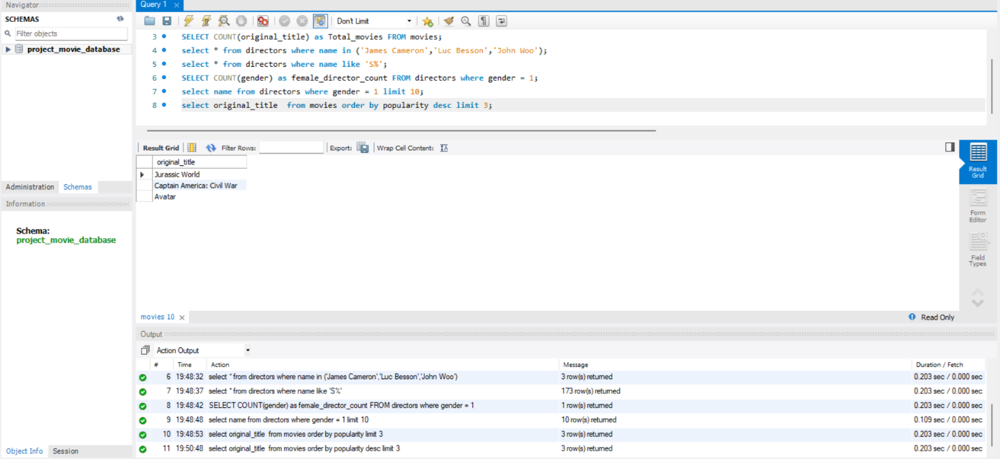 Navigator
Query 1
SCHEMAS
Don't Limit
Filter objects
project_movie_database
3 SELECT COUNT(original_title) as Total_movies FROM movies;
4 select * from directors where name in ('James Cameron','Luc Besson','John Woo');
5 select * from directors where name like 'S%';
6 SELECT COUNT(gender) as female_director_count FROM directors where gender = 1;
7 select name from directors where gender = 1 limit 10;
8 select original_title  from movies order by popularity desc limit 3;
Result Grid Filter Rows: Export: Wrap Cell Content:
original_title
Jurassic World
Captain America: Civil War
Avatar
Result
Grid
Form
Editor
Field
Types
Administration Schemas
Information
Schema:
project_movie_database
movies 10 Read Only
Output
Action Output
# Time Action Message Duration / Fetch
6 19:48:32 select * from directors where name in ('James Cameron','Luc Besson','John Woo') 3 row(s) returned 0.203 sec / 0.000 sec
7 19:48:37 select * from directors where name like 'S%' 173 row(s) returned 0.203 sec / 0.000 sec
8 19:48:42 SELECT COUNT(gender) as female_director_count FROM directors where gender = 1 1 row(s) returned 0.203 sec / 0.000 sec
9 19:48:48 select name from directors where gender = 1 limit 10 10 row(s) returned 0.109 sec / 0.000 sec
10 19:48:53 select original_title  from movies order by popularity limit 3 3 row(s) returned 0.203 sec / 0.000 sec
11 19:50:48 select original_title  from movies order by popularity desc limit 3 3 row(s) returned 0.203 sec / 0.000 sec
Object Info Session